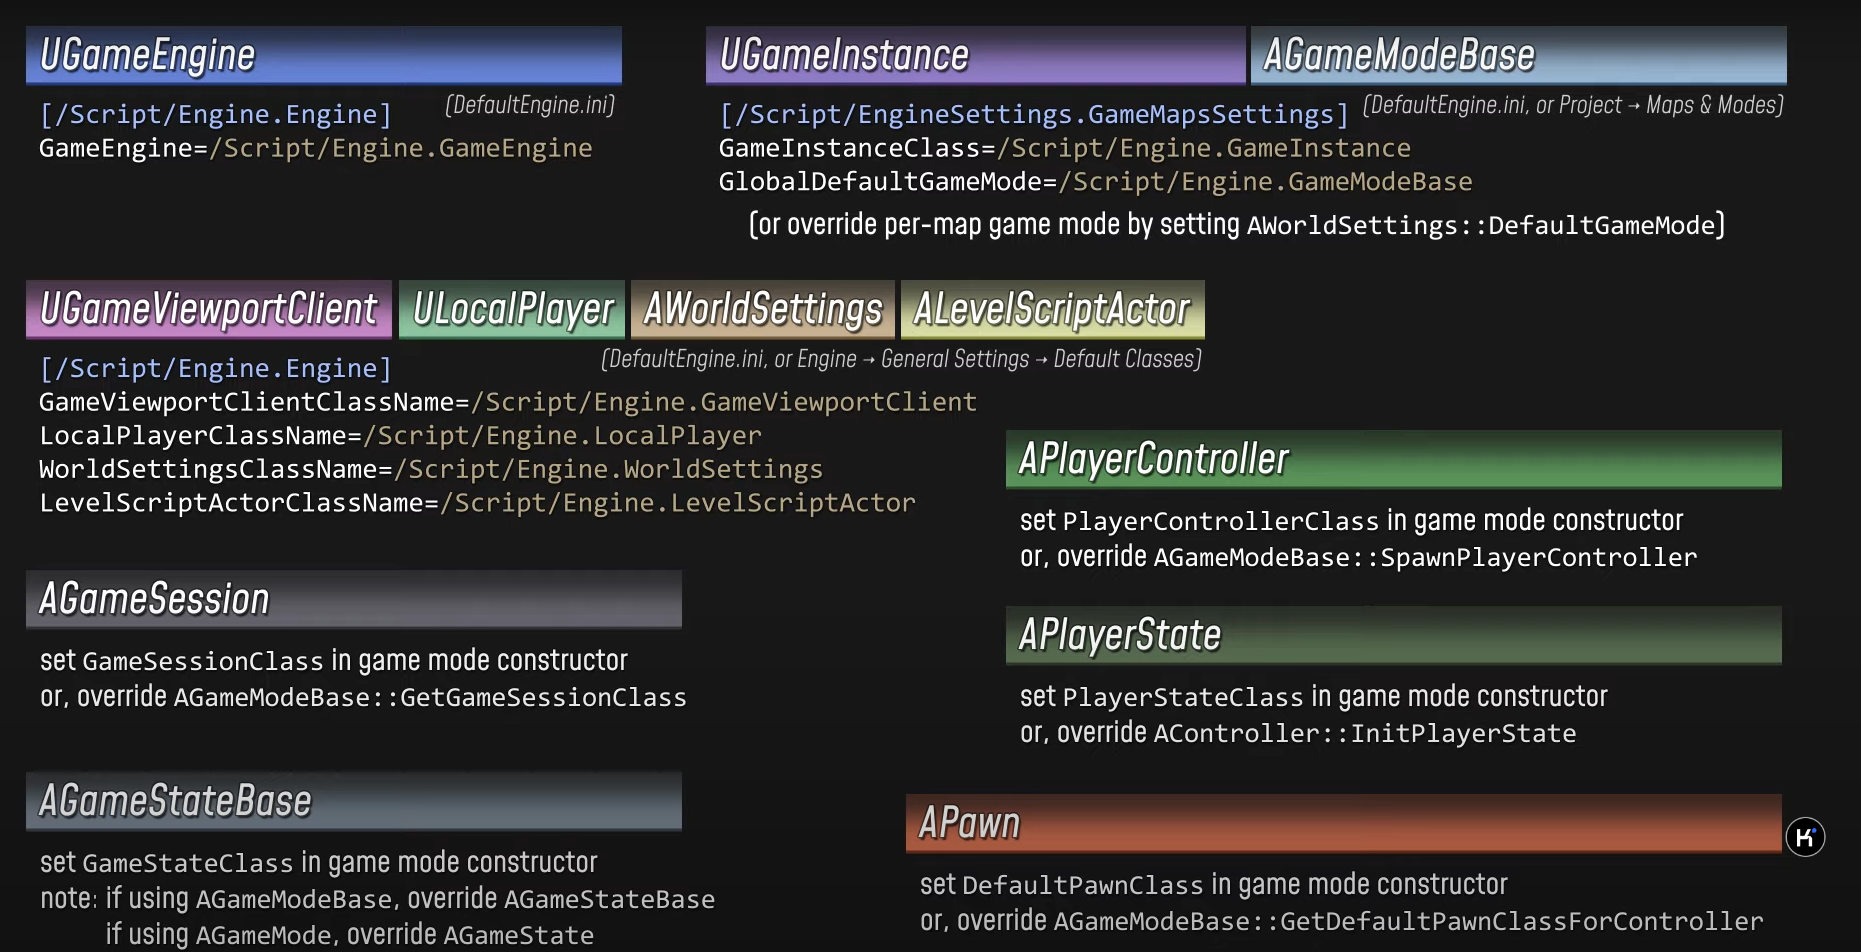 UGameEngine
[/Script/Engine.Engine] (DefaultEngine.ini)
GameEngine=/Script/Engine.GameEngine
UGameInstance AGameModeBase
[/Script/EngineSettings.GameMapsSettings] (DefaultEngine.ini, or Project → Maps & Modes)
GameInstanceClass=/Script/Engine.GameInstance
GlobalDefaultGameMode=/Script/Engine.GameModeBase
(or override per-map game mode by setting AWorldSettings::DefaultGameMode)
UGameViewportClient ULocalPlayer AWorldSettings ALevelScriptActor
[/Script/Engine.Engine] (DefaultEngine.ini, or Engine → General Settings → Default Classes)
GameViewportClientClassName=/Script/Engine.GameViewportClient
LocalPlayerClassName=/Script/Engine.LocalPlayer
WorldSettingsClassName=/Script/Engine.WorldSettings
LevelScriptActorClassName=/Script/Engine.LevelScriptActor
APlayerController
set PlayerControllerClass in game mode constructor
or, override AGameModeBase::SpawnPlayerController
AGameSession
set GameSessionClass in game mode constructor
or, override AGameModeBase::GetGameSessionClass
APlayerState
set PlayerStateClass in game mode constructor
or, override AController::InitPlayerState
AGameStateBase
set GameStateClass in game mode constructor
note: if using AGameModeBase, override AGameStateBase
if using AGameMode, override AGameState
APawn
set DefaultPawnClass in game mode constructor
or, override AGameModeBase::GetDefaultPawnClassForController
K